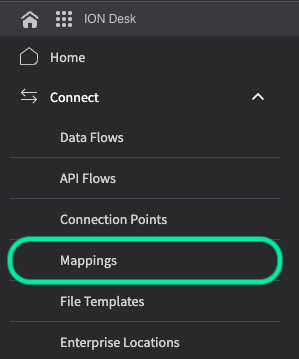 ION Desk
Home
Connect
Data Flows
API Flows
Connection Points
Mappings
File Templates
Enterprise Locations